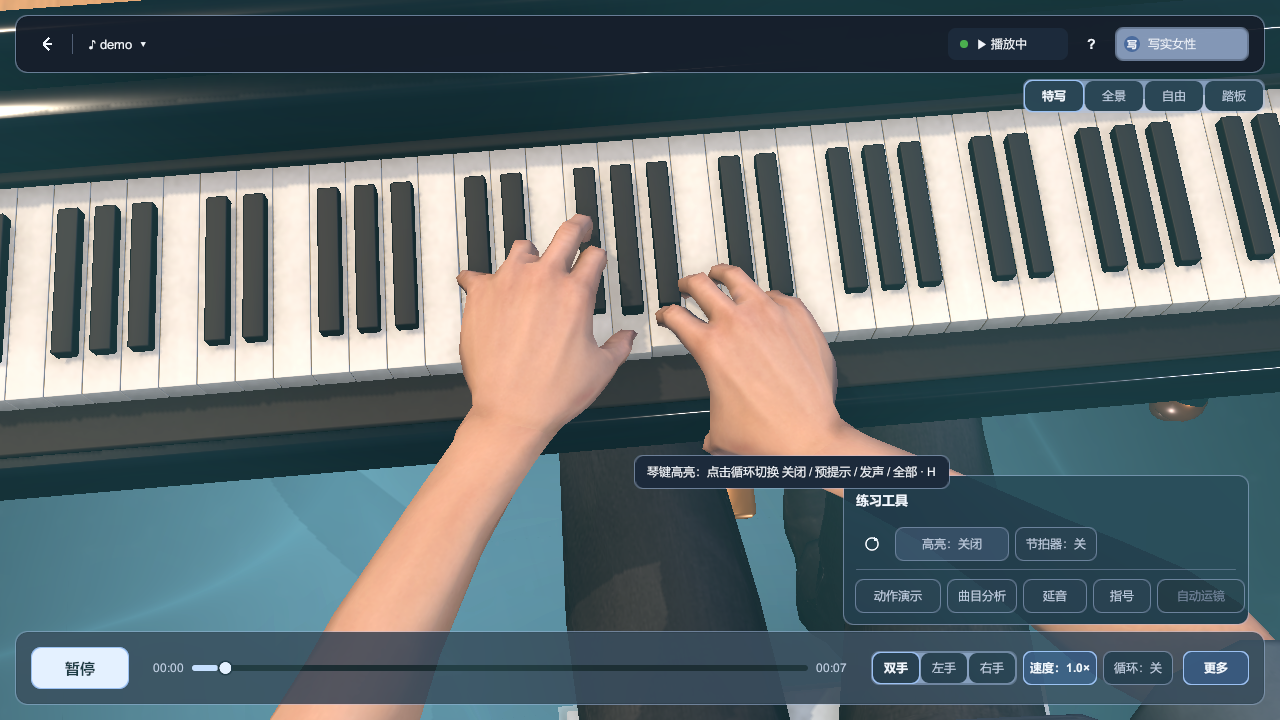 ♪ demo ▼
▶ 播放中
?
写 写实女性
特写 全景 自由 踏板
琴键高亮：点击循环切换 关闭 / 预提示 / 发声 / 全部 · H
练习工具
高亮：关闭 节拍器：关
动作演示 曲目分析 延音 指号 自动运镜
暂停 00:00 00:07 双手 左手 右手 速度：1.0× 循环：关 更多